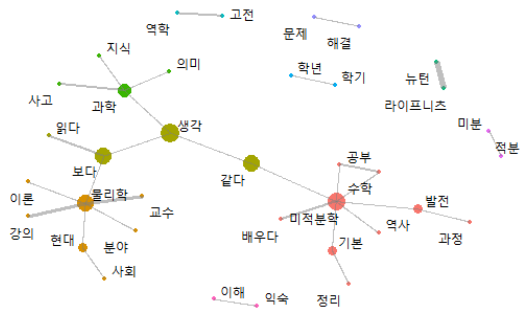 역학
고전
문제
해결
지식
의미
학년
학기
뉴턴
라이프니츠
사고
과학
생각
미분
적분
읽다
보다
같다
공부
수학
이론
물리학
교수
강의
현대
분야
사회
미적분학
배우다
기본
역사
발전
과정
정리
이해
익숙